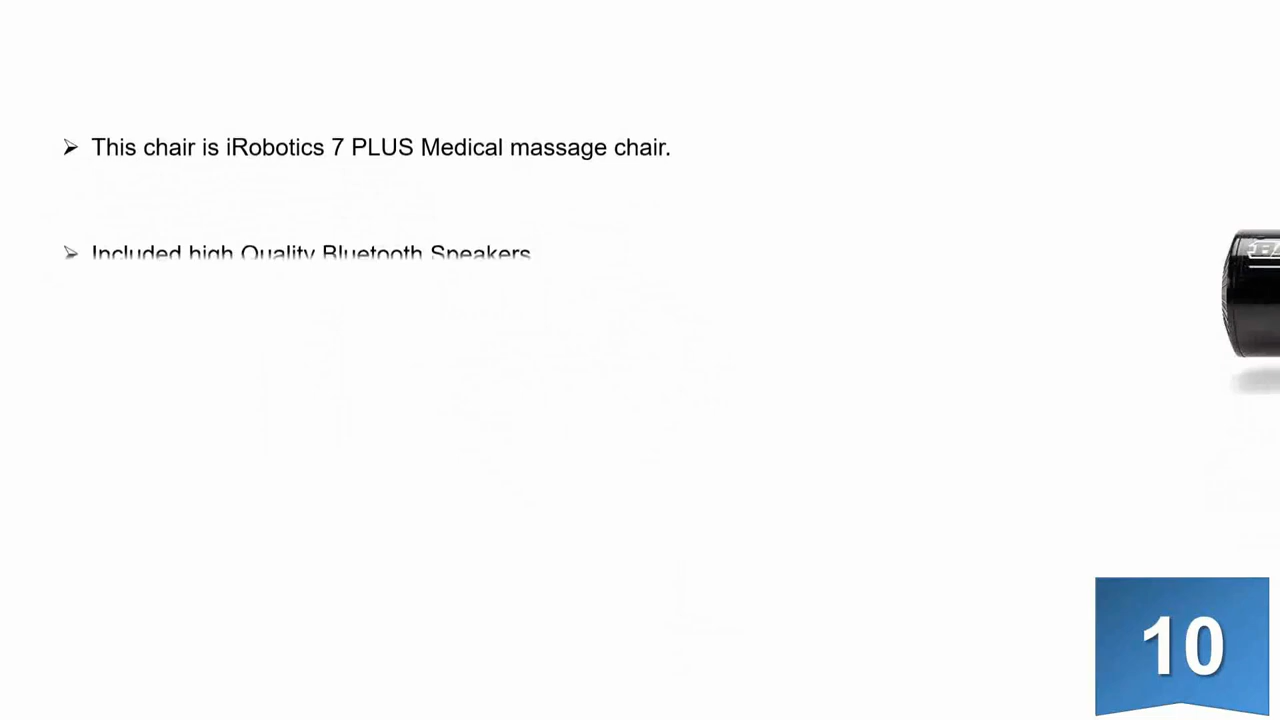 This chair is iRobotics 7 PLUS Medical massage chair.
Included high Quality Bluetooth Speakers
10